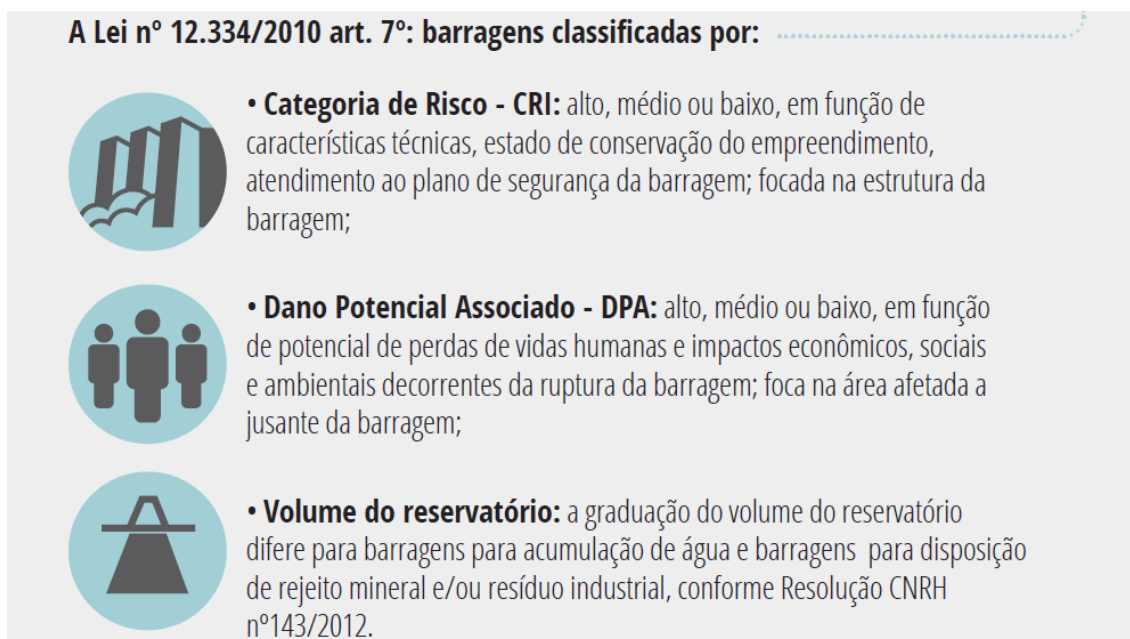 A Lei nº 12.334/2010 art. 7º: barragens classificadas por:
• Categoria de Risco - CRI: alto, médio ou baixo, em função de
características técnicas, estado de conservação do empreendimento,
atendimento ao plano de segurança da barragem; focada na estrutura da
barragem;
• Dano Potencial Associado - DPA: alto, médio ou baixo, em função
de potencial de perdas de vidas humanas e impactos econômicos, sociais
e ambientais decorrentes da ruptura da barragem; foca na área afetada a
jusante da barragem;
• Volume do reservatório: a graduação do volume do reservatório
difere para barragens para acumulação de água e barragens para disposição
de rejeito mineral e/ou resíduo industrial, conforme Resolução CNRH
nº143/2012.